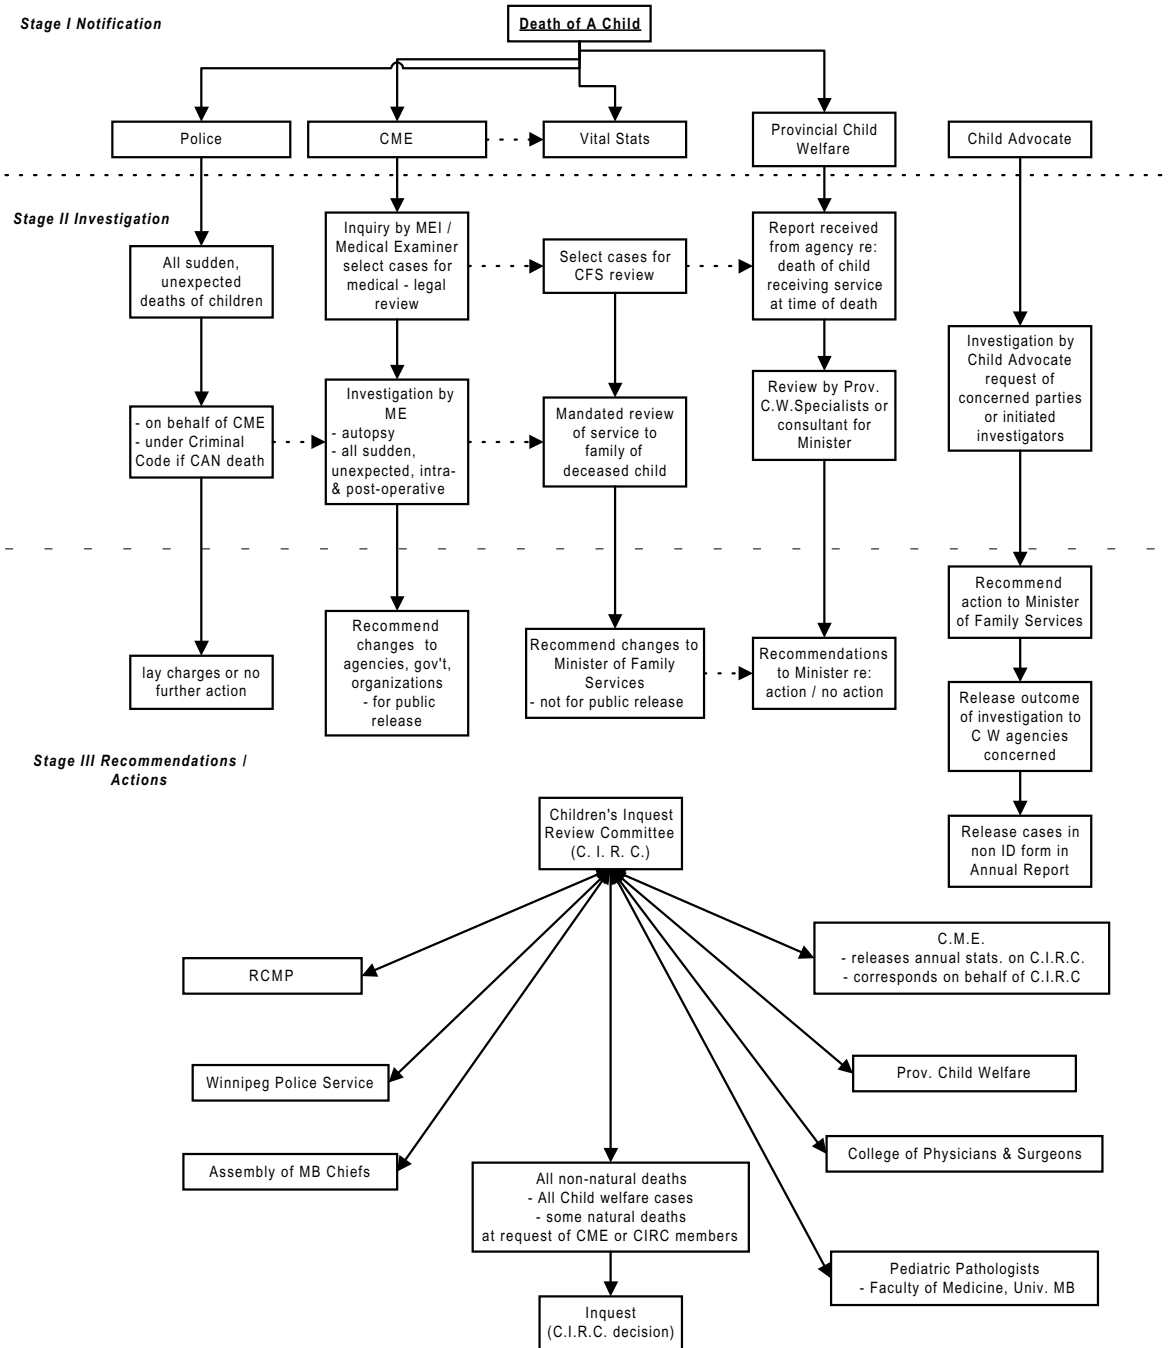 Stage I Notification
Death of A Child
Police
CME
Vital Stats
Provincial Child
Welfare
Child Advocate
Stage II Investigation
All sudden,
unexpected
deaths of children
Inquiry by MEI /
Medical Examiner
select cases for
medical - legal
review
Select cases for
CFS review
Report received
from agency re:
death of child
receiving service
at time of death
Investigation by
Child Advocate
request of
concerned parties
or initiated
investigators
- on behalf of CME
- under Criminal
Code if CAN death
Investigation by
ME
- autopsy
- all sudden,
unexpected, intra-
& post-operative
Mandated review
of service to
family of
deceased child
Review by Prov.
C.W.Specialists or
consultant for
Minister
Recommend
action to Minister
of Family Services
lay charges or no
further action
Recommend
changes to
agencies, gov't,
organizations
- for public
release
Recommend changes to
Minister of Family
Services
- not for public release
Recommendations
to Minister re:
action / no action
Release outcome
of investigation to
C W agencies
concerned
Stage III Recommendations /
Actions
Release cases in
non ID form in
Annual Report
Children's Inquest
Review Committee
(C. I. R. C.)
RCMP
C.M.E.
- releases annual stats. on C.I.R.C.
- corresponds on behalf of C.I.R.C
Winnipeg Police Service
Prov. Child Welfare
Assembly of MB Chiefs
College of Physicians & Surgeons
All non-natural deaths
- All Child welfare cases
- some natural deaths
at request of CME or CIRC members
Pediatric Pathologists
- Faculty of Medicine, Univ. MB
Inquest
(C.I.R.C. decision)